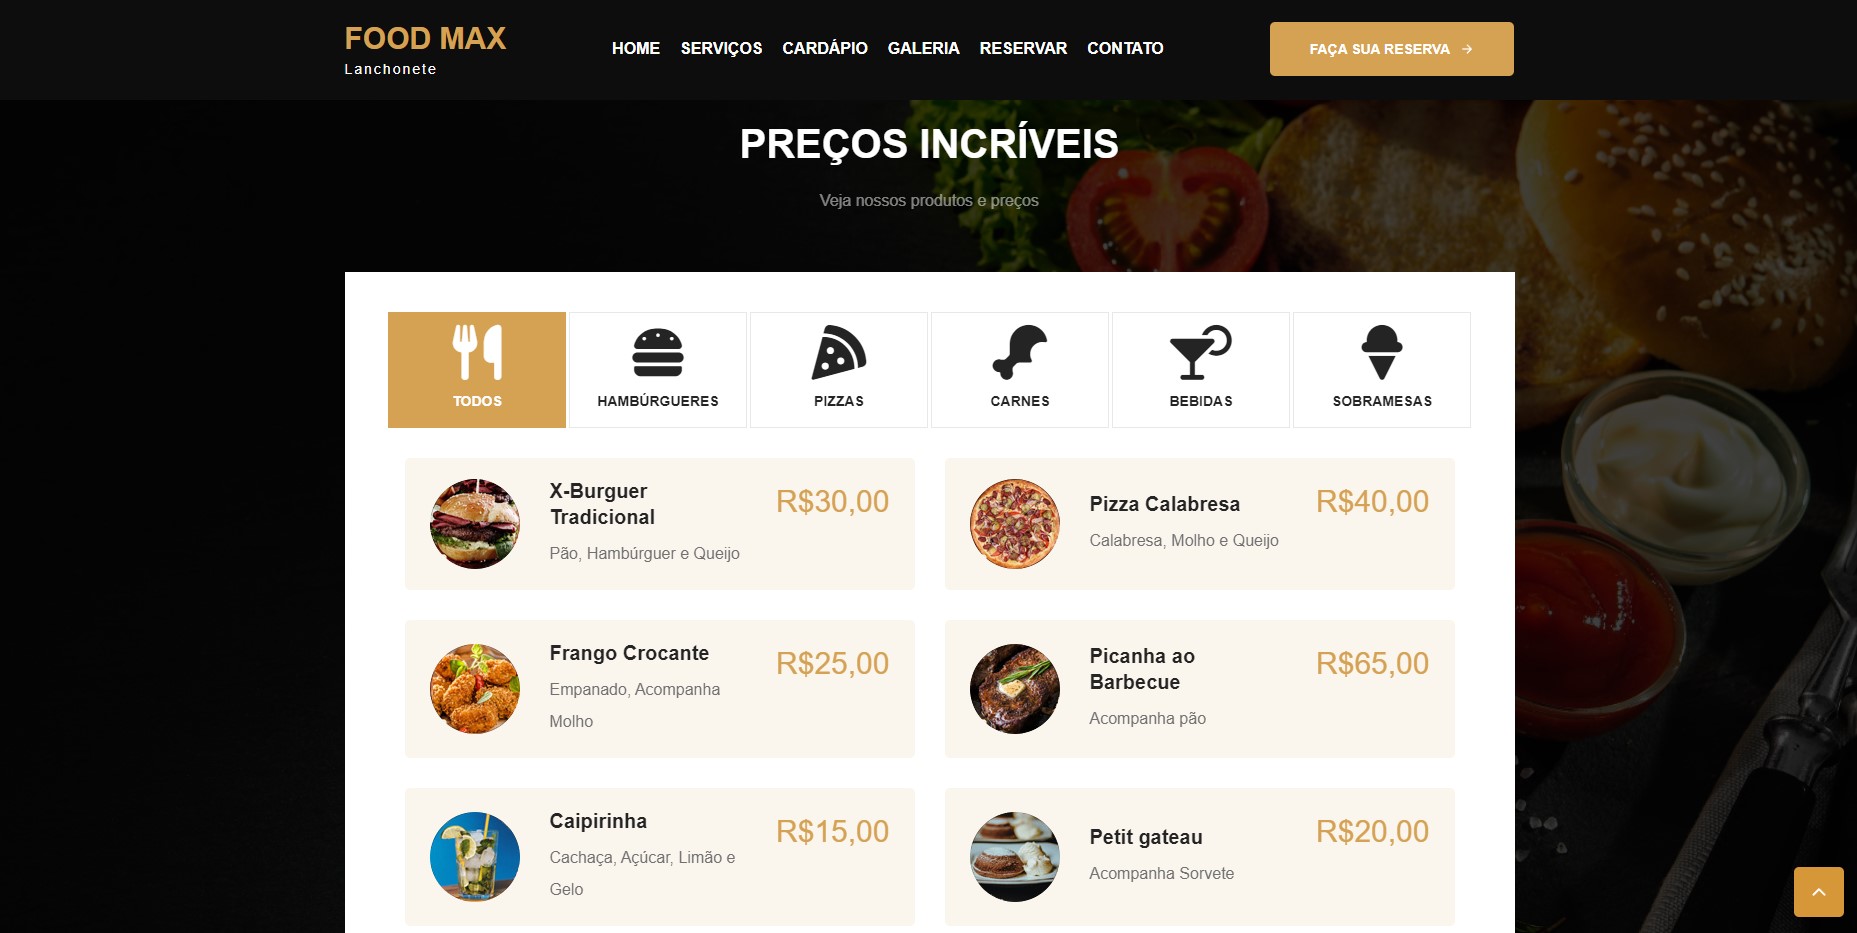 FOOD MAX
Lanchonete
HOME SERVIÇOS CARDÁPIO GALERIA RESERVAR CONTATO
FAÇA SUA RESERVA
PREÇOS INCRÍVEIS
Veja nossos produtos e preços
TODOS
HAMBÚRGUERES
PIZZAS
CARNES
BEBIDAS
SOBRAMESAS
X-Burguer
Tradicional
Pão, Hambúrguer e Queijo
R$30,00
Pizza Calabresa
Calabresa, Molho e Queijo
R$40,00
Frango Crocante
Empanado, Acompanha
Molho
R$25,00
Picanha ao
Barbecue
Acompanha pão
R$65,00
Caipirinha
Cachaça, Açúcar, Limão e
Gelo
R$15,00
Petit gateau
Acompanha Sorvete
R$20,00